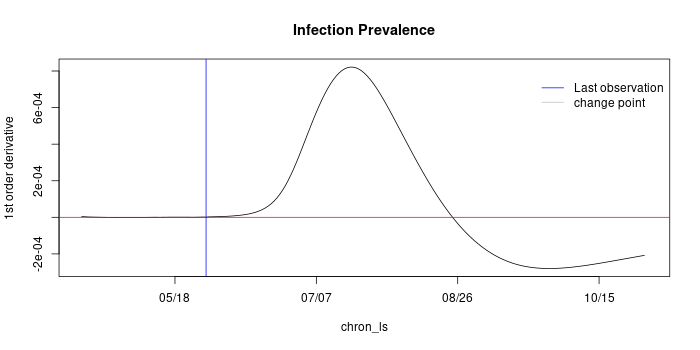 Infection Prevalence
1st order derivative
6e-04
2e-04
-2e-04
Last observation
change point
05/18 07/07 08/26 10/15
chron_ls